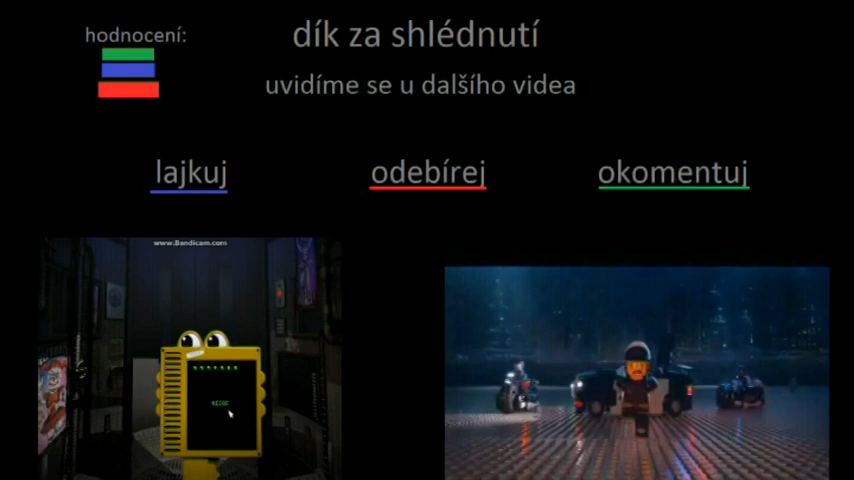 hodnocení:
dík za shlédnutí
uvidíme se u dalšího videa
lajkuj
odebírej
okomentuj
www.Bandicam.com